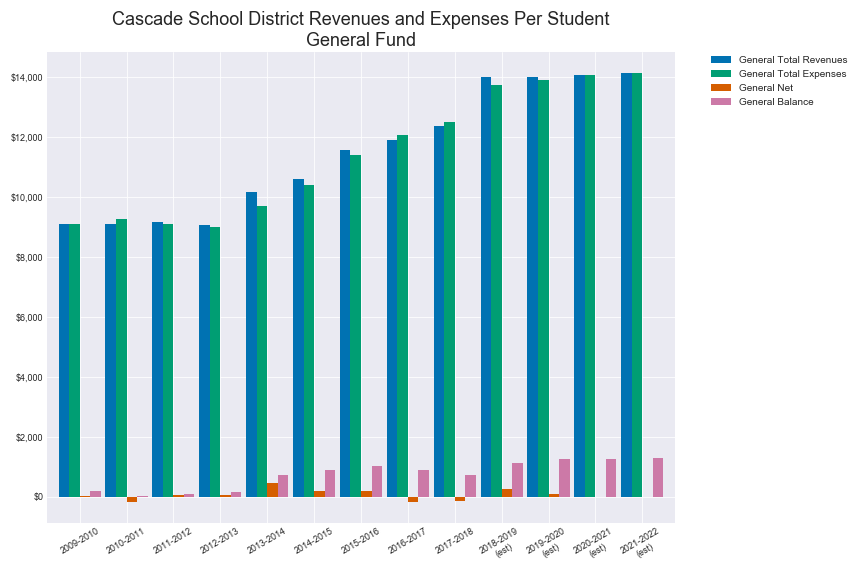 Cascade School District Revenues and Expenses Per Student
General Fund
General Total Revenues
General Total Expenses
General Net
General Balance
$14,000
$12,000
$10,000
$8,000
$6,000
$4,000
$2,000
$0
2009-2010
2010-2011
2011-2012
2012-2013
2013-2014
2014-2015
2015-2016
2016-2017
2017-2018
2018-2019
(est)
2019-2020
(est)
2020-2021
(est)
2021-2022
(est)